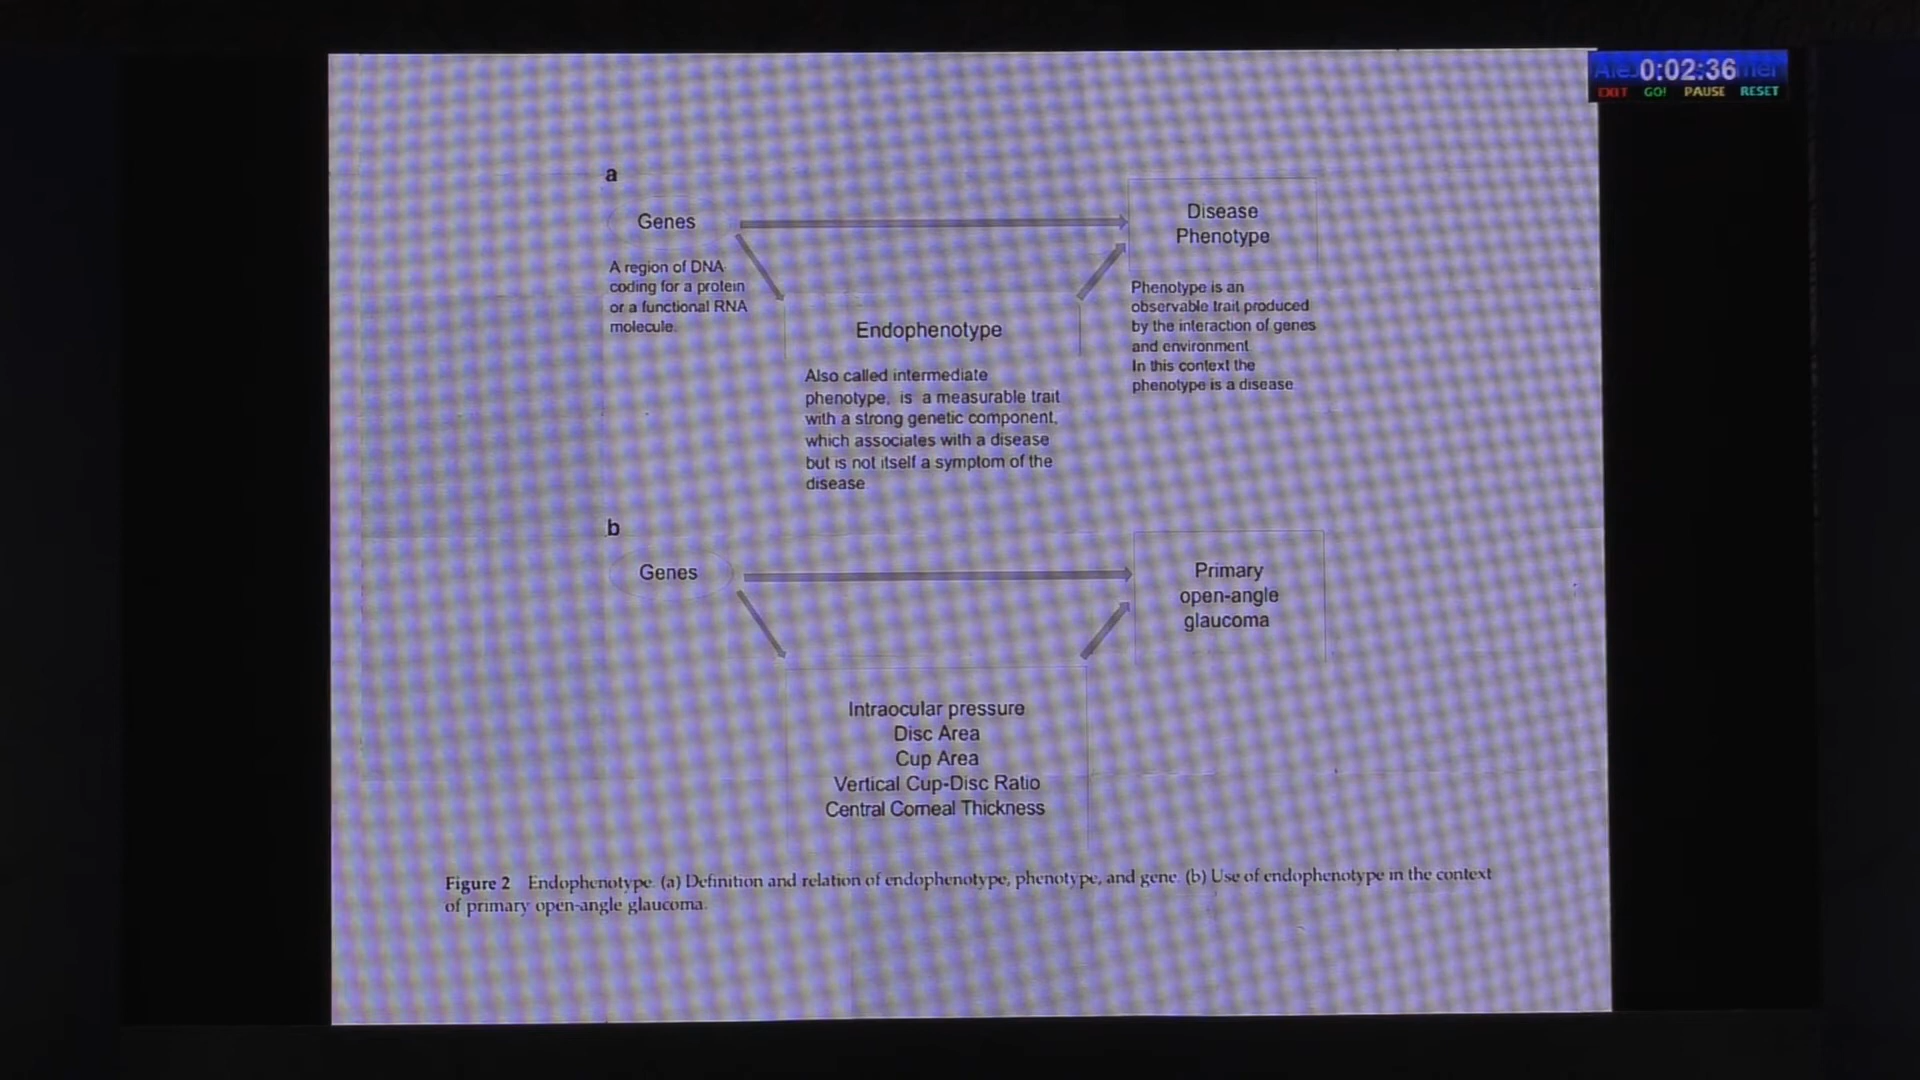 0:02:36
EXIT GO! PAUSE RESET
a
Genes
A region of DNA
coding for a protein
or a functional RNA
molecule.
Disease
Phenotype
Phenotype is an
observable trait produced
by the interaction of genes
and environment
In this context the
phenotype is a disease
Endophenotype
Also called intermediate
phenotype, is a measurable trait
with a strong genetic component,
which associates with a disease
but is not itself a symptom of the
disease
b
Genes
Primary
open-angle
glaucoma
Intraocular pressure
Disc Area
Cup Area
Vertical Cup-Disc Ratio
Central Corneal Thickness
Figure 2 Endophenotype. (a) Definition and relation of endophenotype, phenotype, and gene. (b) Use of endophenotype in the context
of primary open-angle glaucoma.